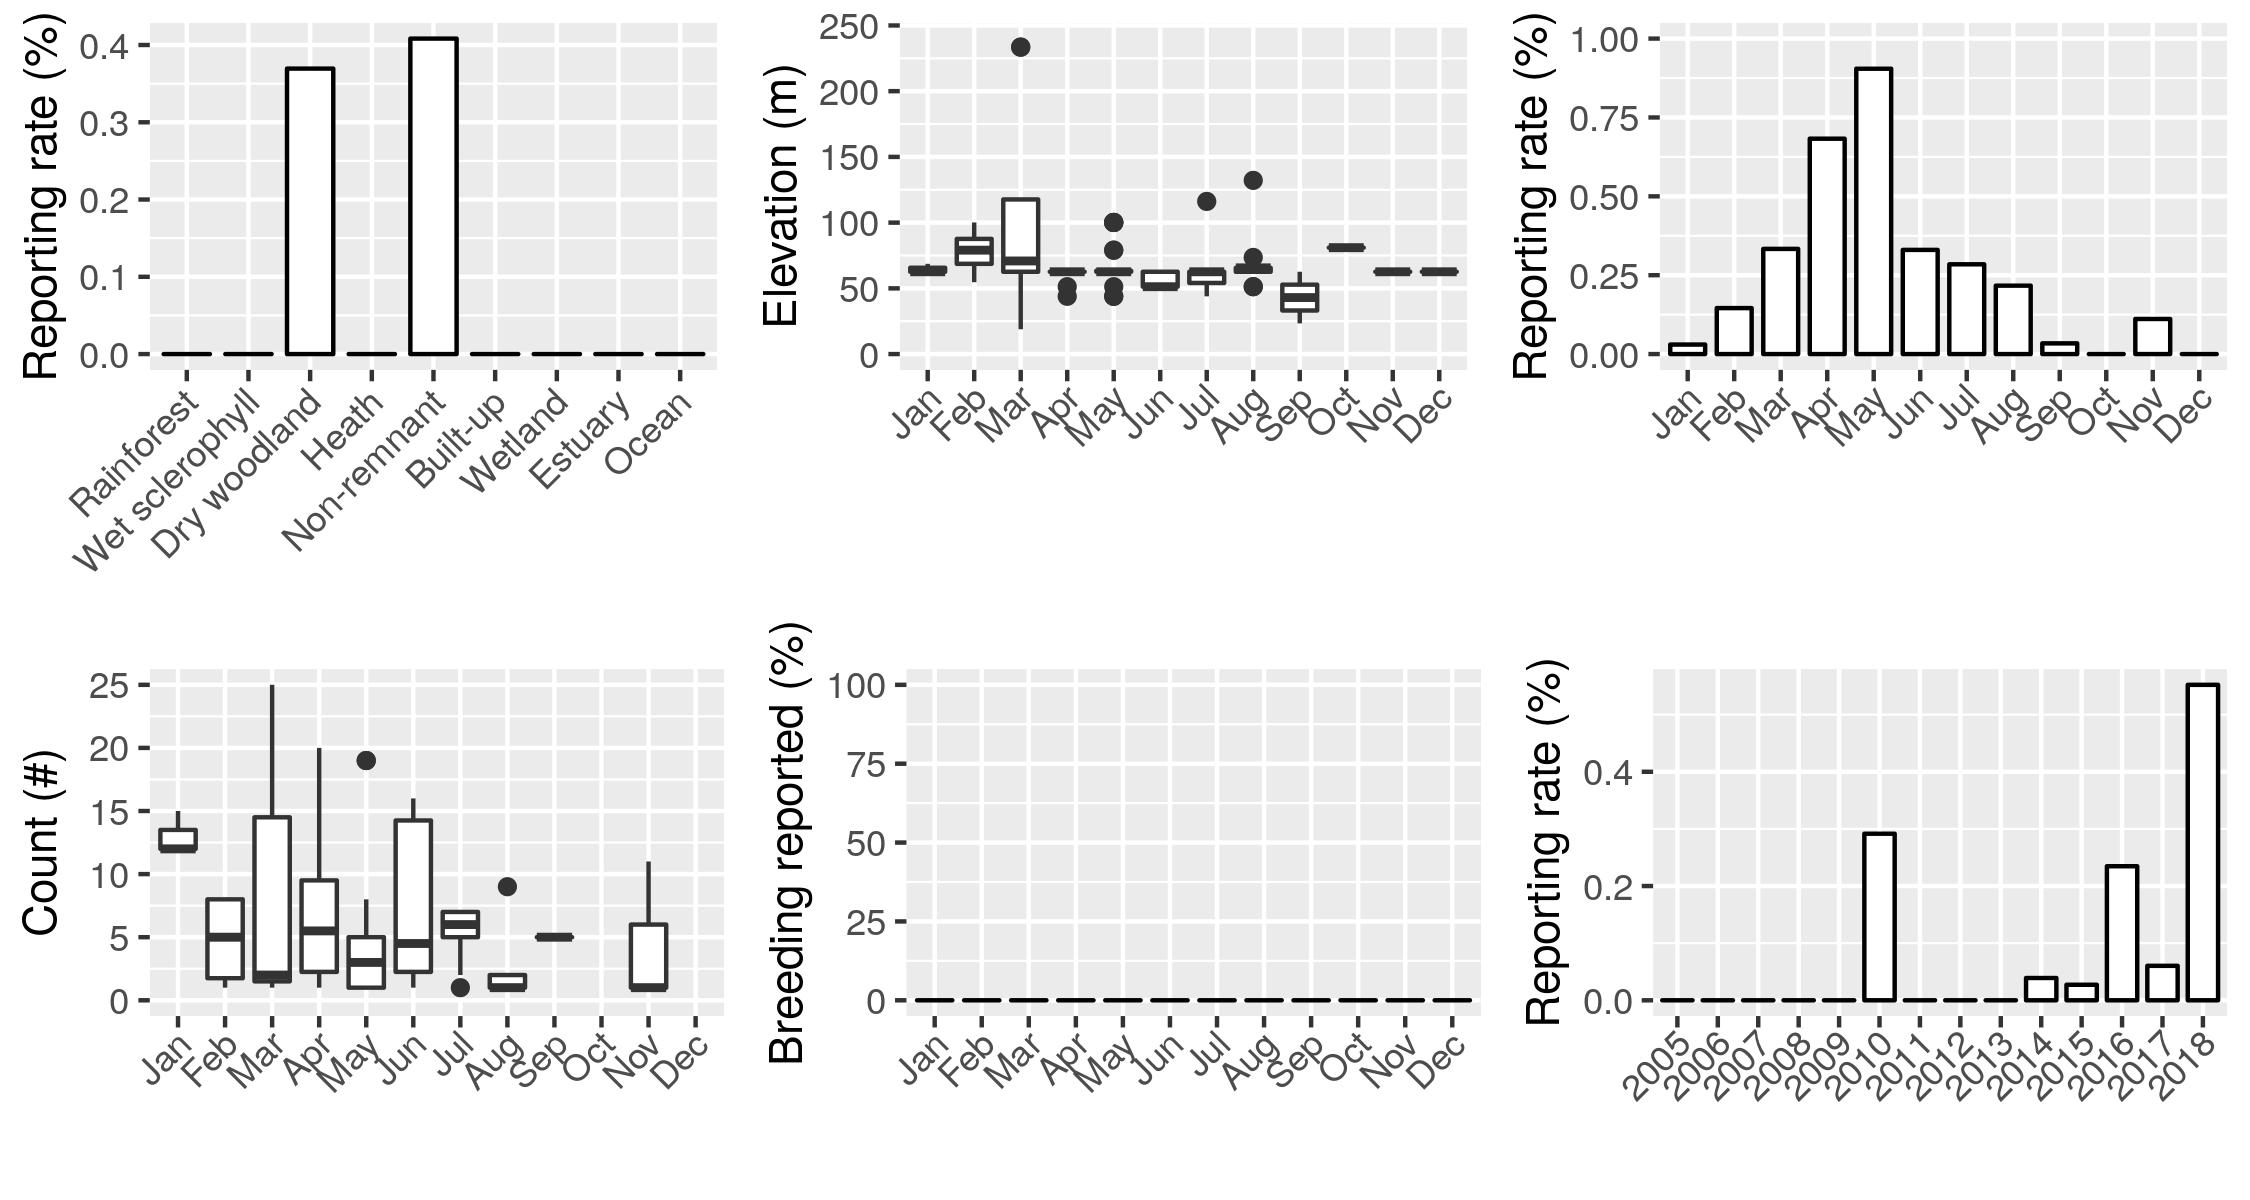 Reporting rate (%)
0.4
0.3
0.2
0.1
0.0
Rainforest
Wet sclerophyll
Dry woodland
Heath
Non-remnant
Built-up
Wetland
Estuary
Ocean
Elevation (m)
250
200
150
100
50
0
Jan
Feb
Mar
Apr
May
Jun
Jul
Aug
Sep
Oct
Nov
Dec
Reporting rate (%)
1.00
0.75
0.50
0.25
0.00
Jan
Feb
Mar
Apr
May
Jun
Jul
Aug
Sep
Oct
Nov
Dec
Count (#)
25
20
15
10
5
0
Jan
Feb
Mar
Apr
May
Jun
Jul
Aug
Sep
Oct
Nov
Dec
Breeding reported (%)
100
75
50
25
0
Jan
Feb
Mar
Apr
May
Jun
Jul
Aug
Sep
Oct
Nov
Dec
Reporting rate (%)
0.4
0.2
0.0
2005
2006
2007
2008
2009
2010
2011
2012
2013
2014
2015
2016
2017
2018